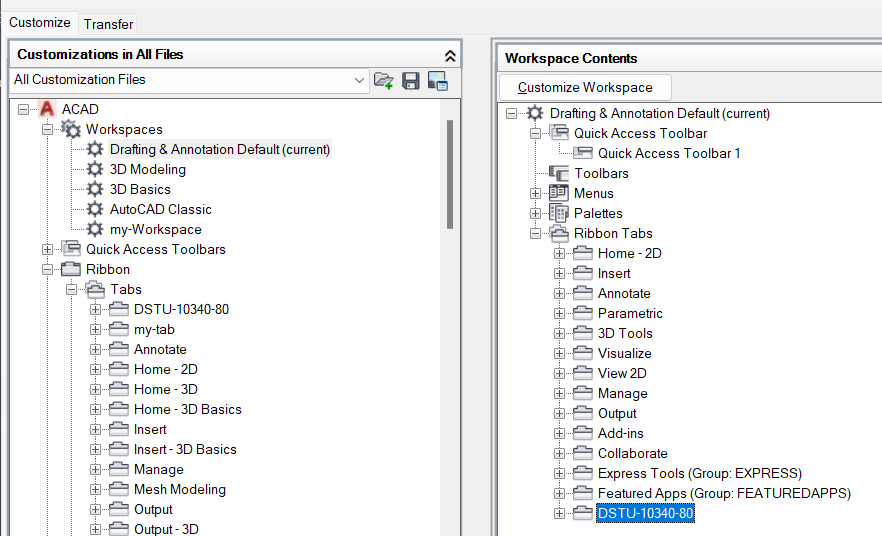 Customize
Transfer
Customizations in All Files
All Customization Files
ACAD
Workspaces
Drafting & Annotation Default (current)
3D Modeling
3D Basics
AutoCAD Classic
my-Workspace
Quick Access Toolbars
Ribbon
Tabs
DSTU-10340-80
my-tab
Annotate
Home - 2D
Home - 3D
Home - 3D Basics
Insert
Insert - 3D Basics
Manage
Mesh Modeling
Output
Output - 3D
Workspace Contents
Customize Workspace
Drafting & Annotation Default (current)
Quick Access Toolbar
Quick Access Toolbar 1
Toolbars
Menus
Palettes
Ribbon Tabs
Home - 2D
Insert
Annotate
Parametric
3D Tools
Visualize
View 2D
Manage
Output
Add-ins
Collaborate
Express Tools (Group: EXPRESS)
Featured Apps (Group: FEATUREDAPPS)
DSTU-10340-80